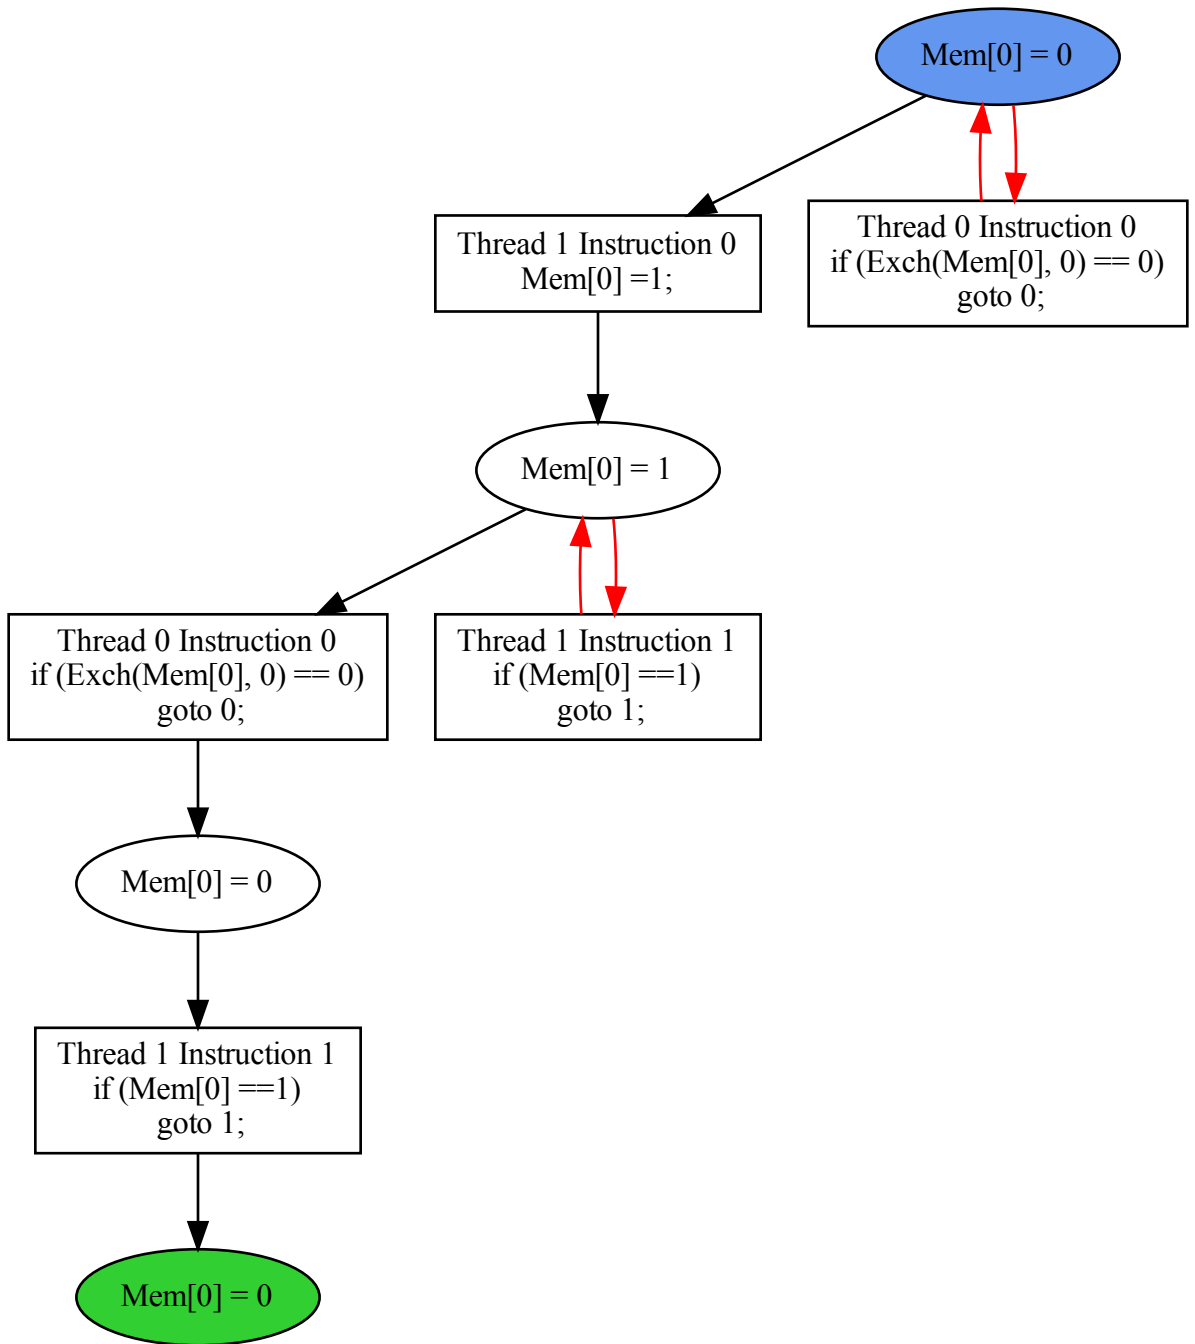 Mem[0] = 0
Thread 1 Instruction 0
Mem[0] =1;
Thread 0 Instruction 0
if (Exch(Mem[0], 0) == 0)
goto 0;
Mem[0] = 1
Thread 0 Instruction 0
if (Exch(Mem[0], 0) == 0)
goto 0;
Thread 1 Instruction 1
if (Mem[0] ==1)
goto 1;
Mem[0] = 0
Thread 1 Instruction 1
if (Mem[0] ==1)
goto 1;
Mem[0] = 0